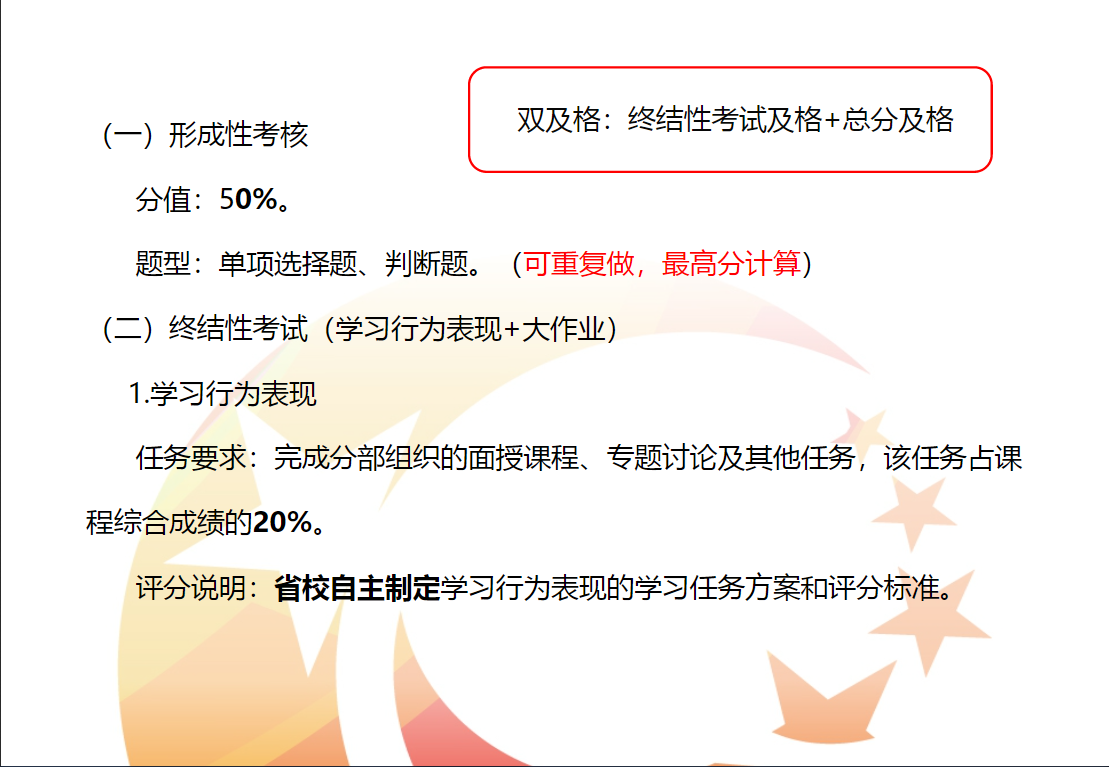 双及格：终结性考试及格+总分及格
（一）形成性考核
分值：50%。
题型：单项选择题、判断题。（可重复做，最高分计算）
（二）终结性考试（学习行为表现+大作业）
1.学习行为表现
任务要求：完成分部组织的面授课程、专题讨论及其他任务，该任务占课
程综合成绩的20%。
评分说明：省校自主制定学习行为表现的学习任务方案和评分标准。